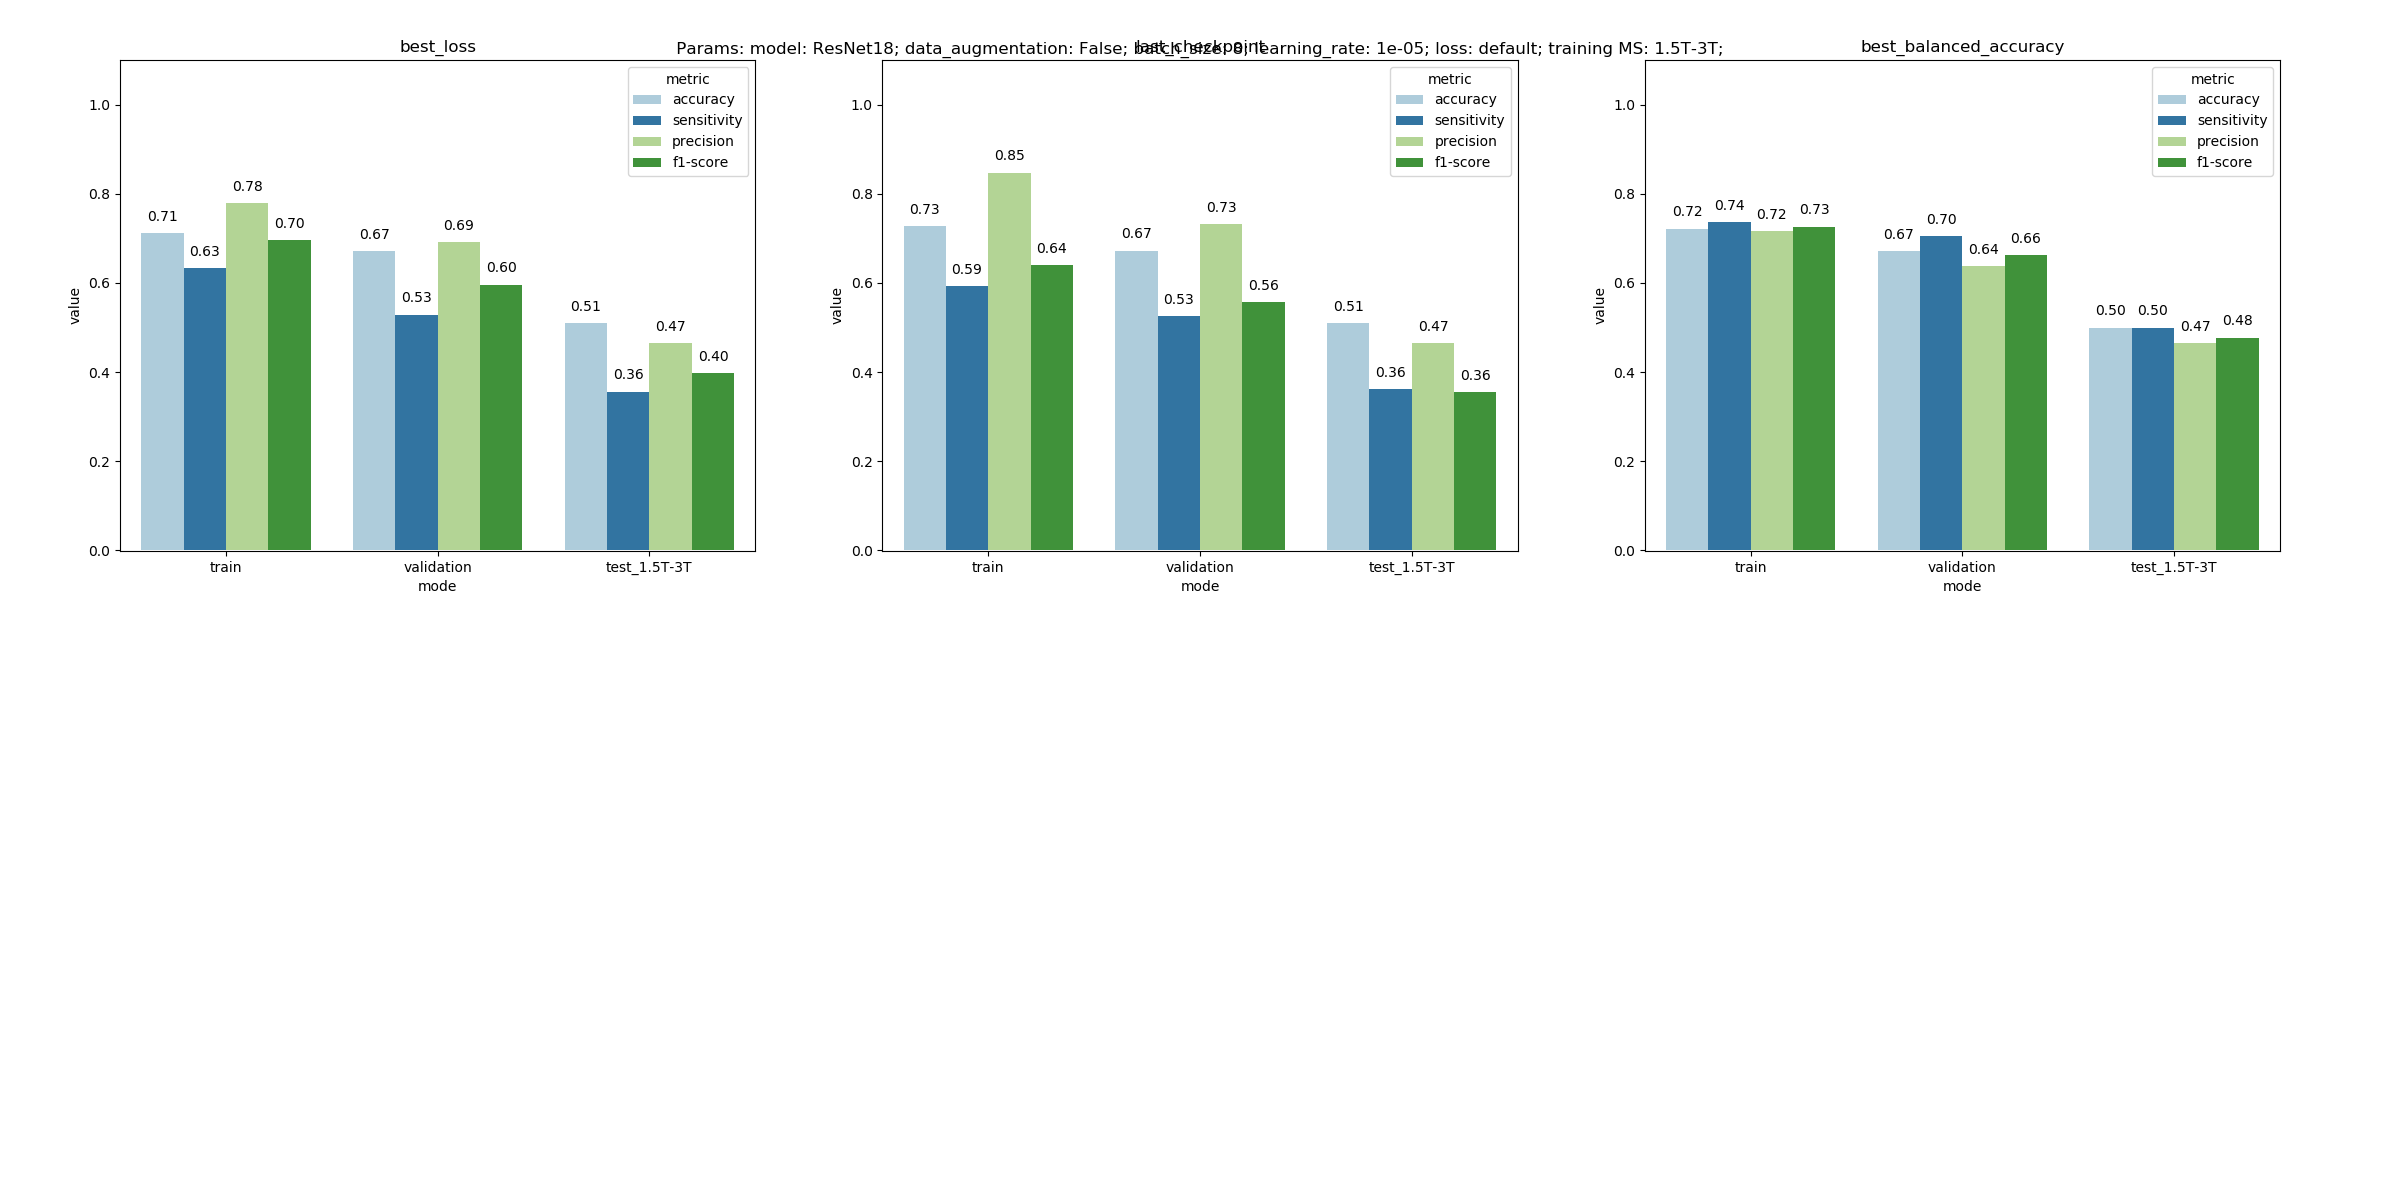 Params: model: ResNet18; data_augmentation: False; batch_size: 8; learning_rate: 1e-05; loss: default; training MS: 1.5T-3T;
best_loss
metric
accuracy
sensitivity
precision
f1-score
1.0
0.8
0.6
0.4
0.2
0.0
value
0.71
0.63
0.78
0.70
0.67
0.53
0.69
0.60
0.51
0.36
0.47
0.40
train
validation
test_1.5T-3T
mode
last_checkpoint
metric
accuracy
sensitivity
precision
f1-score
1.0
0.8
0.6
0.4
0.2
0.0
value
0.73
0.59
0.85
0.64
0.67
0.53
0.73
0.56
0.51
0.36
0.47
0.36
train
validation
test_1.5T-3T
mode
best_balanced_accuracy
metric
accuracy
sensitivity
precision
f1-score
1.0
0.8
0.6
0.4
0.2
0.0
value
0.72
0.74
0.72
0.73
0.67
0.70
0.64
0.66
0.50
0.50
0.47
0.48
train
validation
test_1.5T-3T
mode